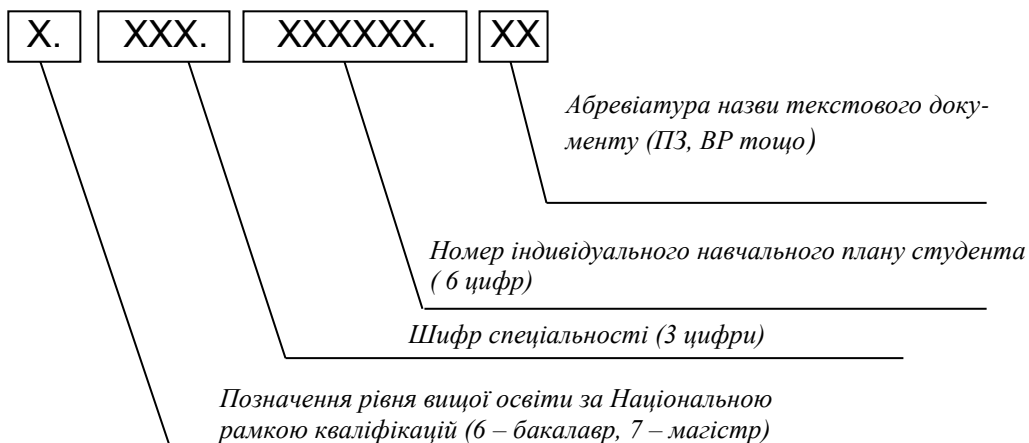 X. XXX. XXXXXX. XX
Абревіатура назви текстового доку-
менту (ПЗ, ВР тощо)
Номер індивідуального навчального плану студента
( 6 цифр)
Шифр спеціальності (3 цифри)
Позначення рівня вищої освіти за Національною
рамкою кваліфікацій (6 – бакалавр, 7 – магістр)